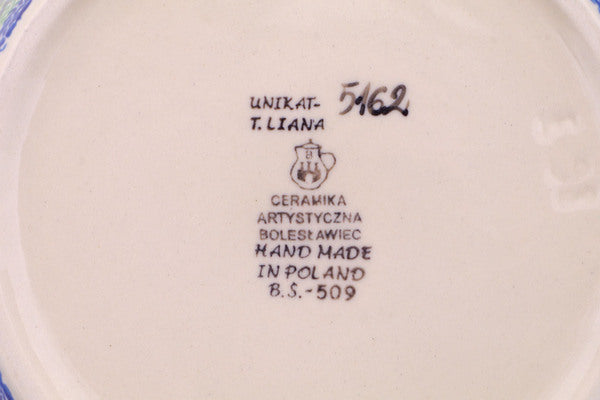 UNIKAT- 5162
T. LIANA
CERAMIKA
ARTYSTYCZNA
BOLESŁAWIEC
HAND MADE
IN POLAND
B.S.-509